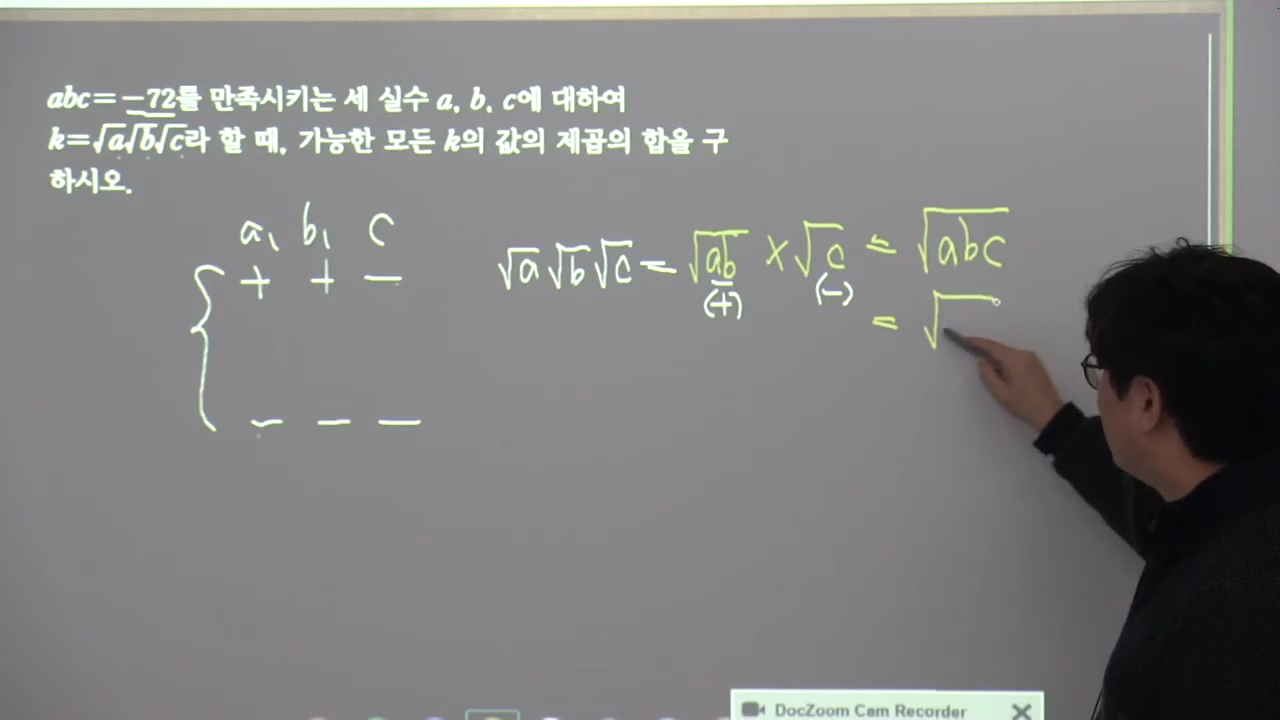 abc=−72를 만족시키는 세 실수 a, b, c에 대하여
k=√a√b√c라 할 때, 가능한 모든 k의 값의 제곱의 합을 구
하시오.
a, b, c
+ + −
− − −
√a √b √c = √ab × √c = √abc
(+) (−)
= √
DocZoom Cam Recorder